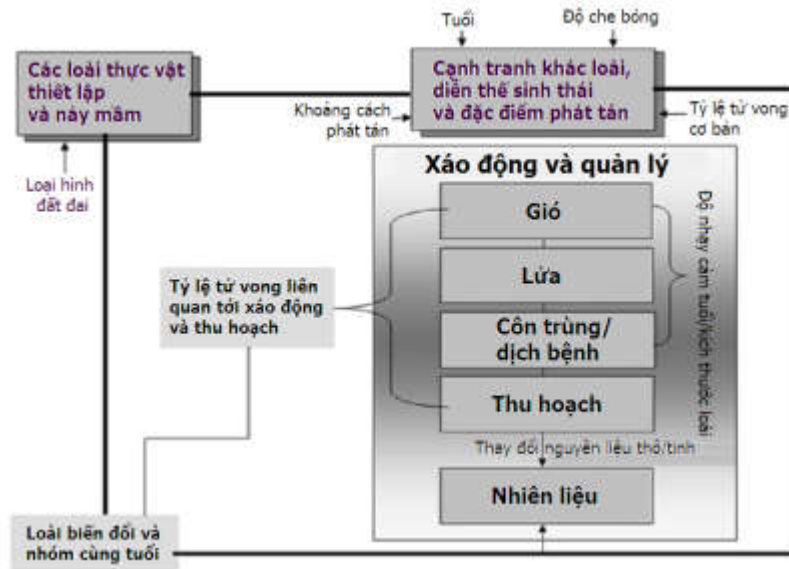 Tuổi
Độ che bóng
Các loài thực vật
thiết lập
và nảy mầm
Cạnh tranh khác loài,
diễn thế sinh thái
và đặc điểm phát tán
Khoảng cách
phát tán
Tỷ lệ tử vong
cơ bản
Loại hình
đất đai
Xáo động và quản lý
Gió
Lửa
Côn trùng/
dịch bệnh
Thu hoạch
Thay đổi nguyên liệu thô/tinh
Nhiên liệu
Độ nhạy cảm tuổi/kích thước loài
Tỷ lệ tử vong liên
quan tới xáo động
và thu hoạch
Loài biến đổi và
nhóm cùng tuổi